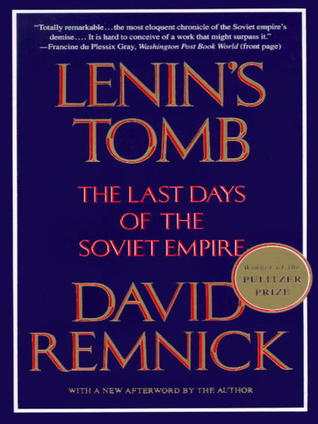 "Totally remarkable...the most eloquent chronicle of the Soviet empire's
demise.... It is hard to conceive of a work that might surpass it."
—Francine du Plessix Gray, Washington Post Book World (front page)
LENIN'S
TOMB
THE LAST DAYS
OF THE
SOVIET EMPIRE
Winner of the
PULITZER
PRIZE
DAVID
REMNICK
WITH A NEW AFTERWORD BY THE AUTHOR